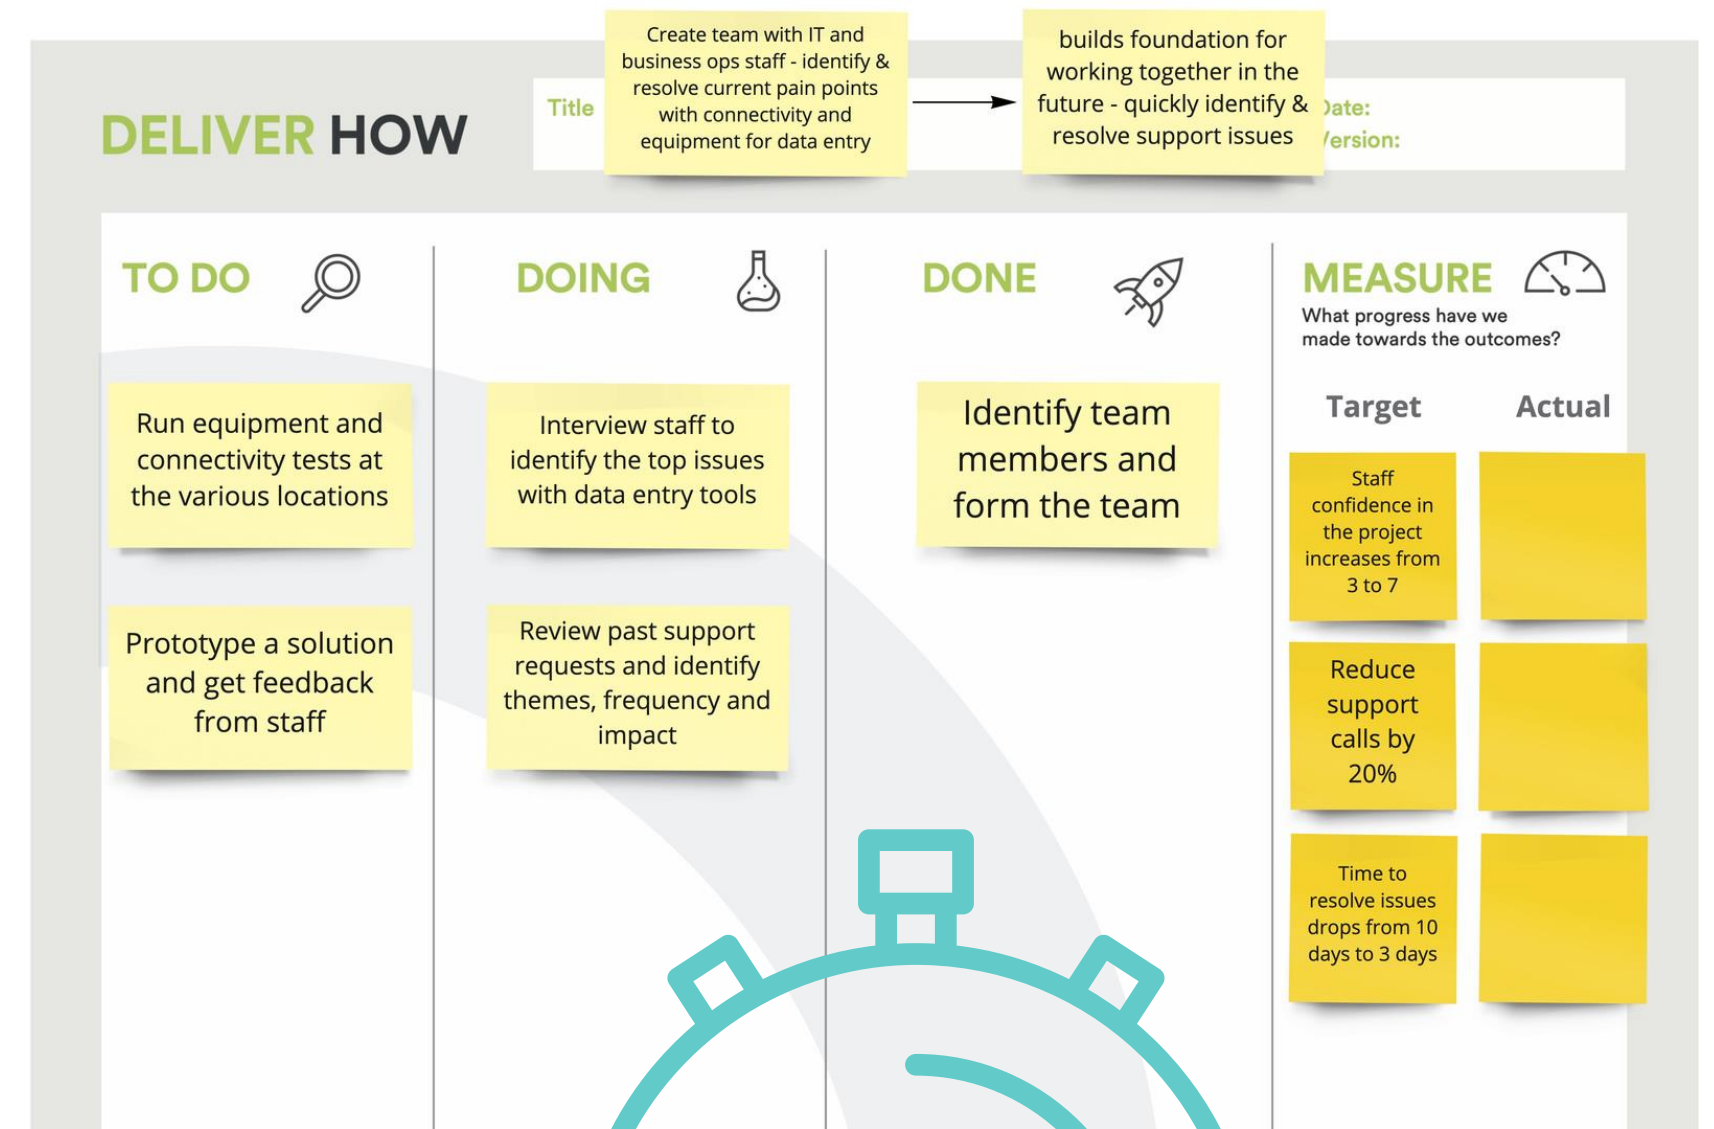 Create team with IT and
business ops staff - identify &
resolve current pain points
with connectivity and
equipment for data entry
builds foundation for
working together in the
future - quickly identify &
resolve support issues
DELIVER HOW
Title
Date:
Version:
TO DO
Run equipment and
connectivity tests at
the various locations
Prototype a solution
and get feedback
from staff
DOING
Interview staff to
identify the top issues
with data entry tools
Review past support
requests and identify
themes, frequency and
impact
DONE
Identify team
members and
form the team
MEASURE
What progress have we
made towards the outcomes?
Target
Actual
Staff
confidence in
the project
increases from
3 to 7
Reduce
support
calls by
20%
Time to
resolve issues
drops from 10
days to 3 days